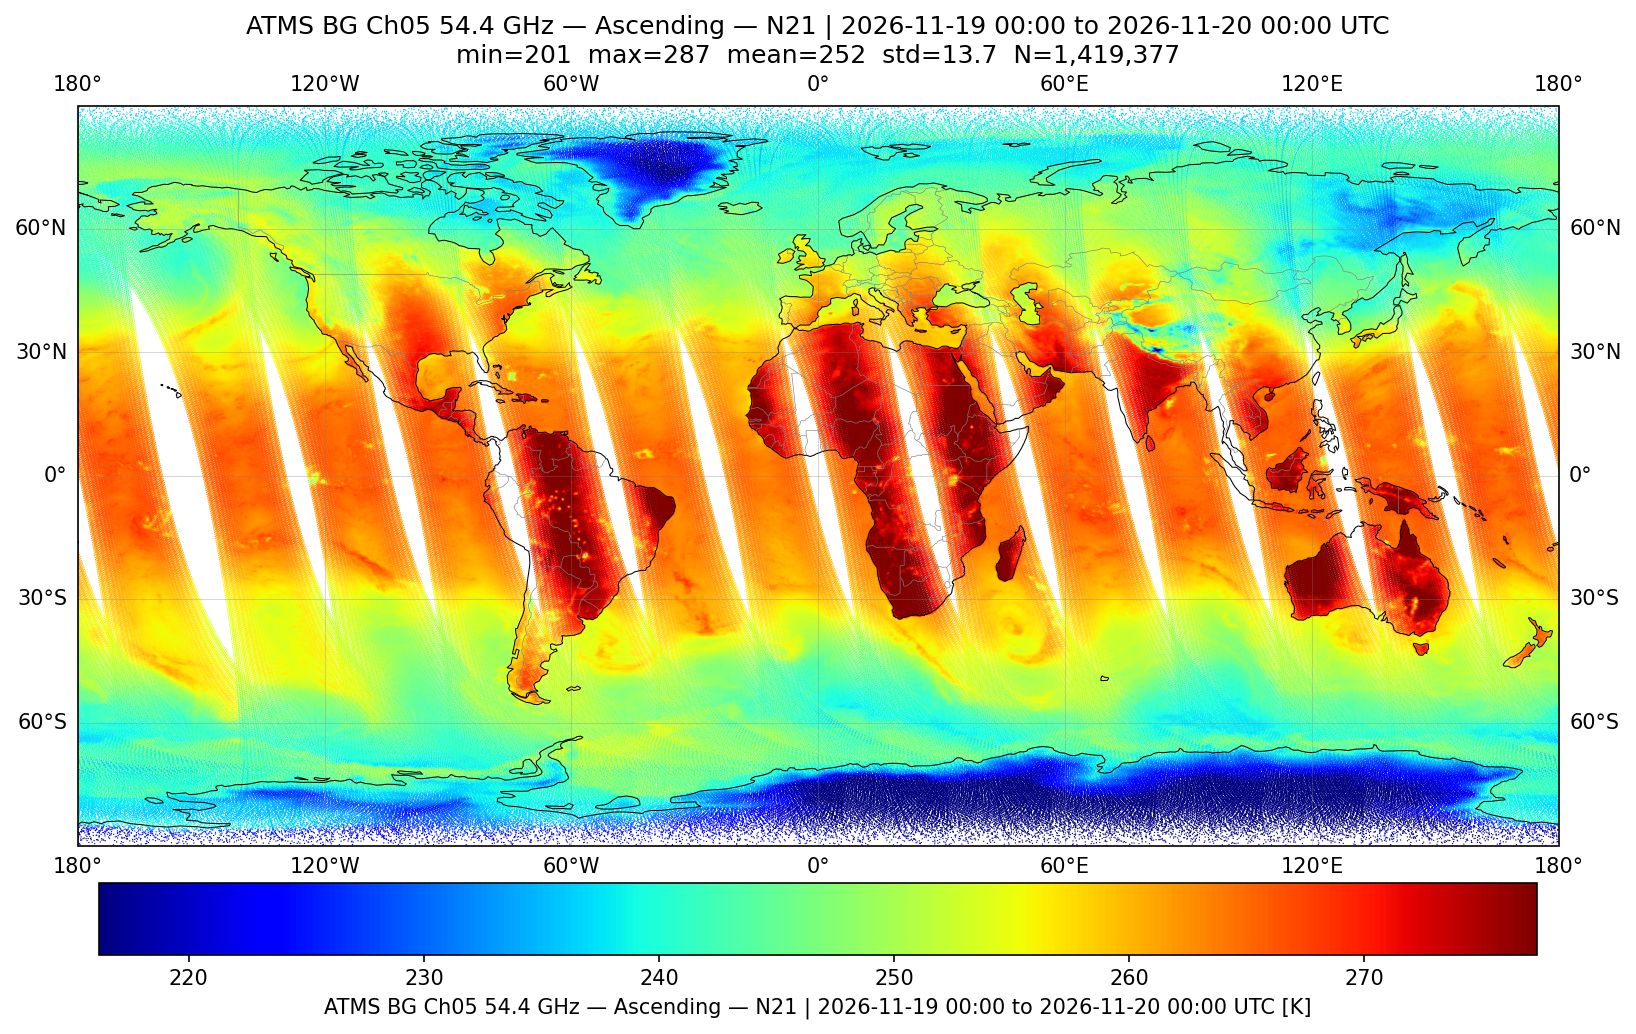 ATMS BG Ch05 54.4 GHz — Ascending — N21 | 2026-11-19 00:00 to 2026-11-20 00:00 UTC
min=201 max=287 mean=252 std=13.7 N=1,419,377
180° 120°W 60°W 0° 60°E 120°E 180°
60°N 60°N
30°N 30°N
0° 0°
30°S 30°S
60°S 60°S
180° 120°W 60°W 0° 60°E 120°E 180°
220 230 240 250 260 270
ATMS BG Ch05 54.4 GHz — Ascending — N21 | 2026-11-19 00:00 to 2026-11-20 00:00 UTC [K]